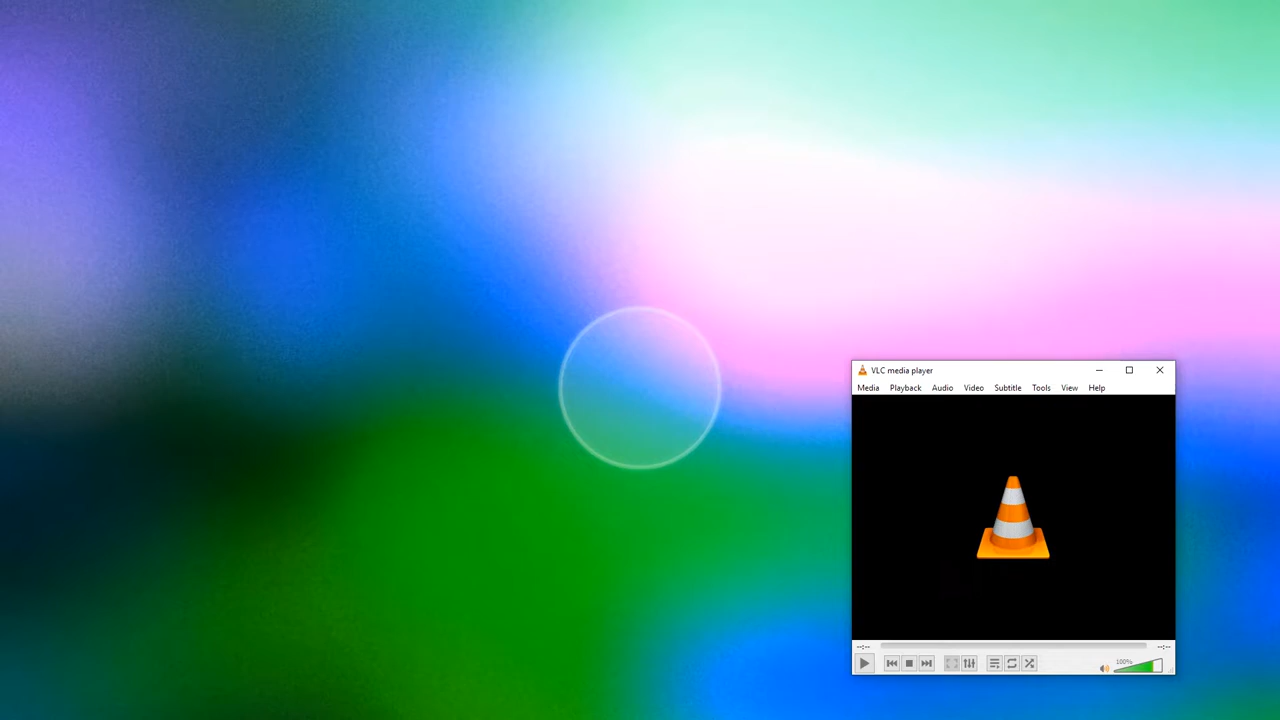 VLC media player
Media Playback Audio Video Subtitle Tools View Help
--:-- --:--
100%